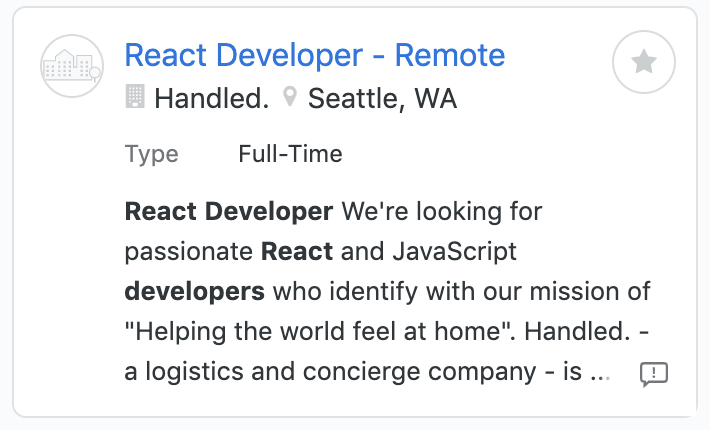 React Developer - Remote
Handled. Seattle, WA
Type Full-Time
React Developer We're looking for
passionate React and JavaScript
developers who identify with our mission of
"Helping the world feel at home". Handled. -
a logistics and concierge company - is ...